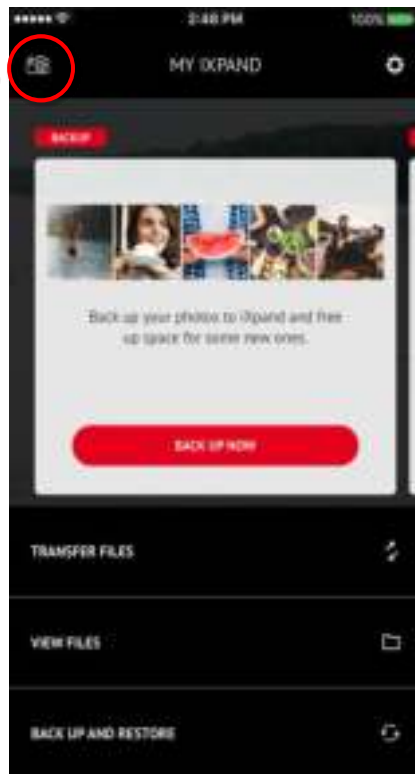 2:48 PM 100%
MY IXPAND
BACKUP
Back up your photos to iXpand and free
up space for some new ones.
BACK UP NOW
TRANSFER FILES
VIEW FILES
BACK UP AND RESTORE